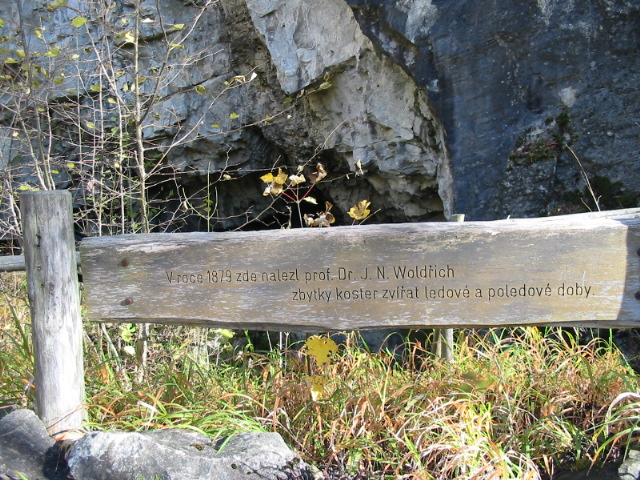 V roce 1879 zde nalezl prof. Dr. J. N. Woldřich
zbytky koster zvířat ledové a poledové doby.